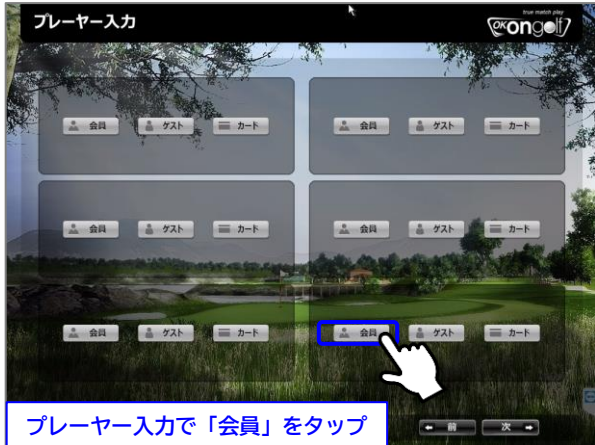 プレーヤー入力
true match play
OK ongolf
会員 ゲスト カード 会員 ゲスト カード
会員 ゲスト カード 会員 ゲスト カード
会員 ゲスト カード 会員 ゲスト カード
プレーヤー入力で「会員」をタップ
前 次